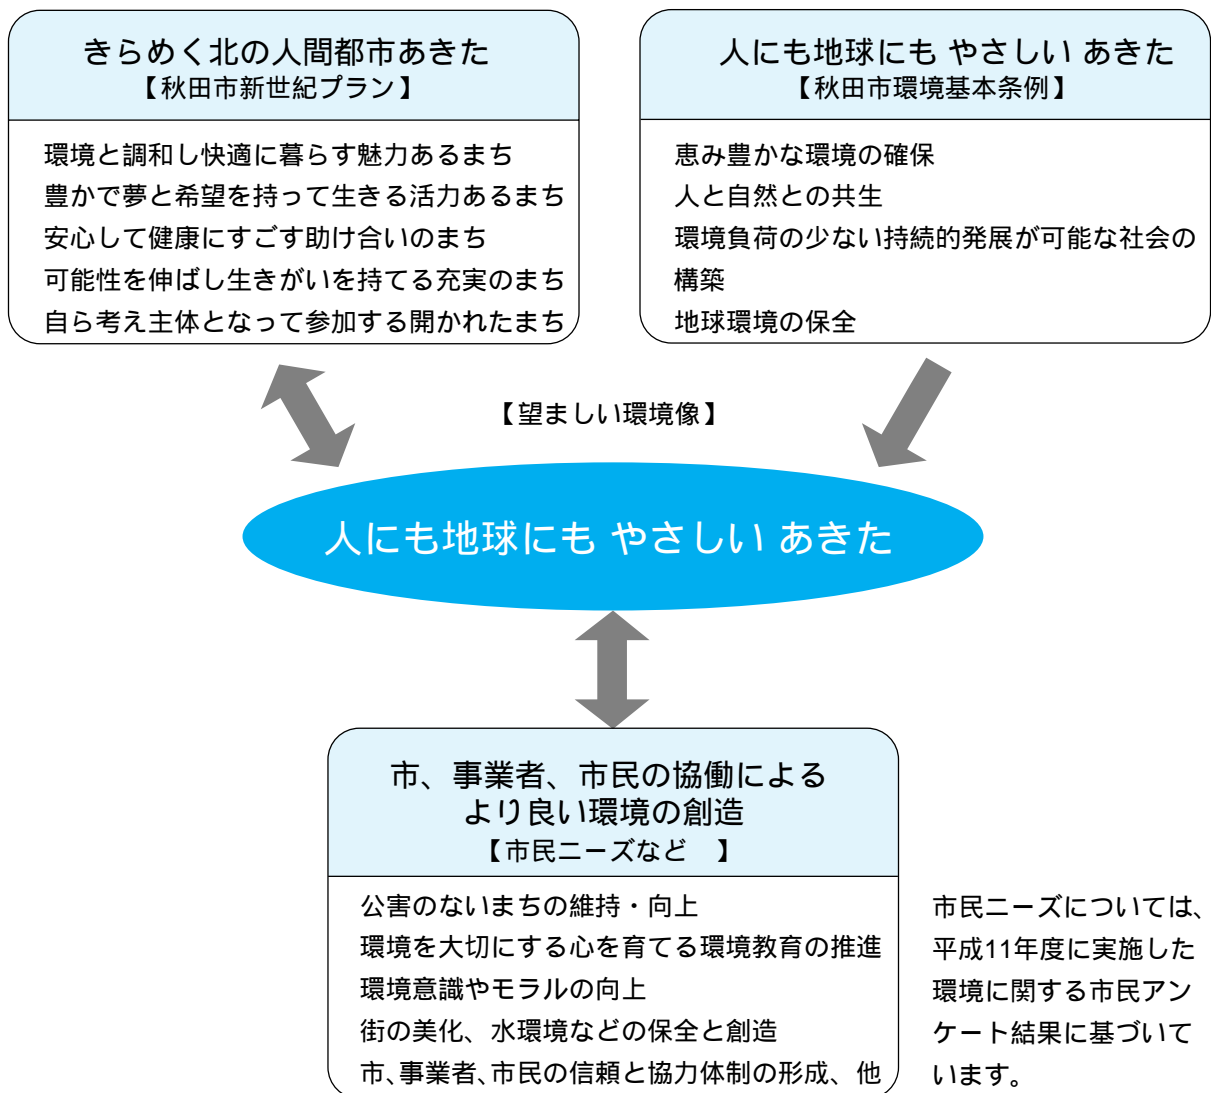 きらめく北の人間都市あきた
【秋田市新世紀プラン】
環境と調和し快適に暮らす魅力あるまち
豊かで夢と希望を持って生きる活力あるまち
安心して健康にすごす助け合いのまち
可能性を伸ばし生きがいを持てる充実のまち
自ら考え主体となって参加する開かれたまち
人にも地球にも やさしい あきた
【秋田市環境基本条例】
恵み豊かな環境の確保
人と自然との共生
環境負荷の少ない持続的発展が可能な社会の
構築
地球環境の保全
【望ましい環境像】
人にも地球にも やさしい あきた
市、事業者、市民の協働による
より良い環境の創造
【市民ニーズなど　】
公害のないまちの維持・向上
環境を大切にする心を育てる環境教育の推進
環境意識やモラルの向上
街の美化、水環境などの保全と創造
市、事業者、市民の信頼と協力体制の形成、他
市民ニーズについては、
平成11年度に実施した
環境に関する市民アン
ケート結果に基づいて
います。